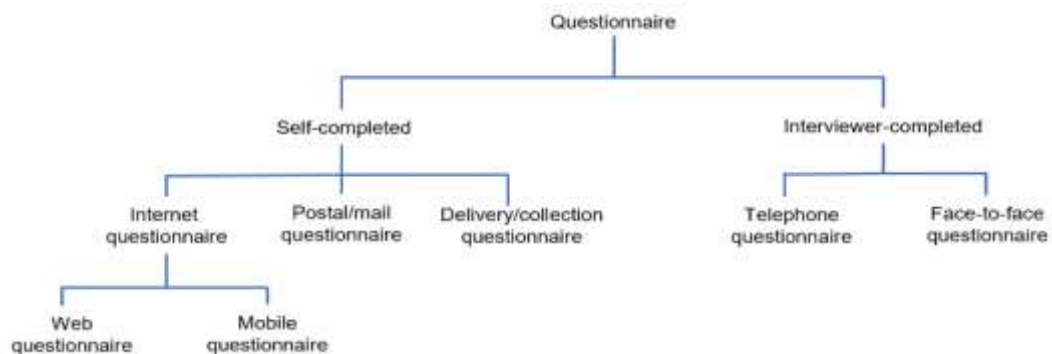 Questionnaire
Self-completed
Interviewer-completed
Internet
questionnaire
Postal/mail
questionnaire
Delivery/collection
questionnaire
Telephone
questionnaire
Face-to-face
questionnaire
Web
questionnaire
Mobile
questionnaire